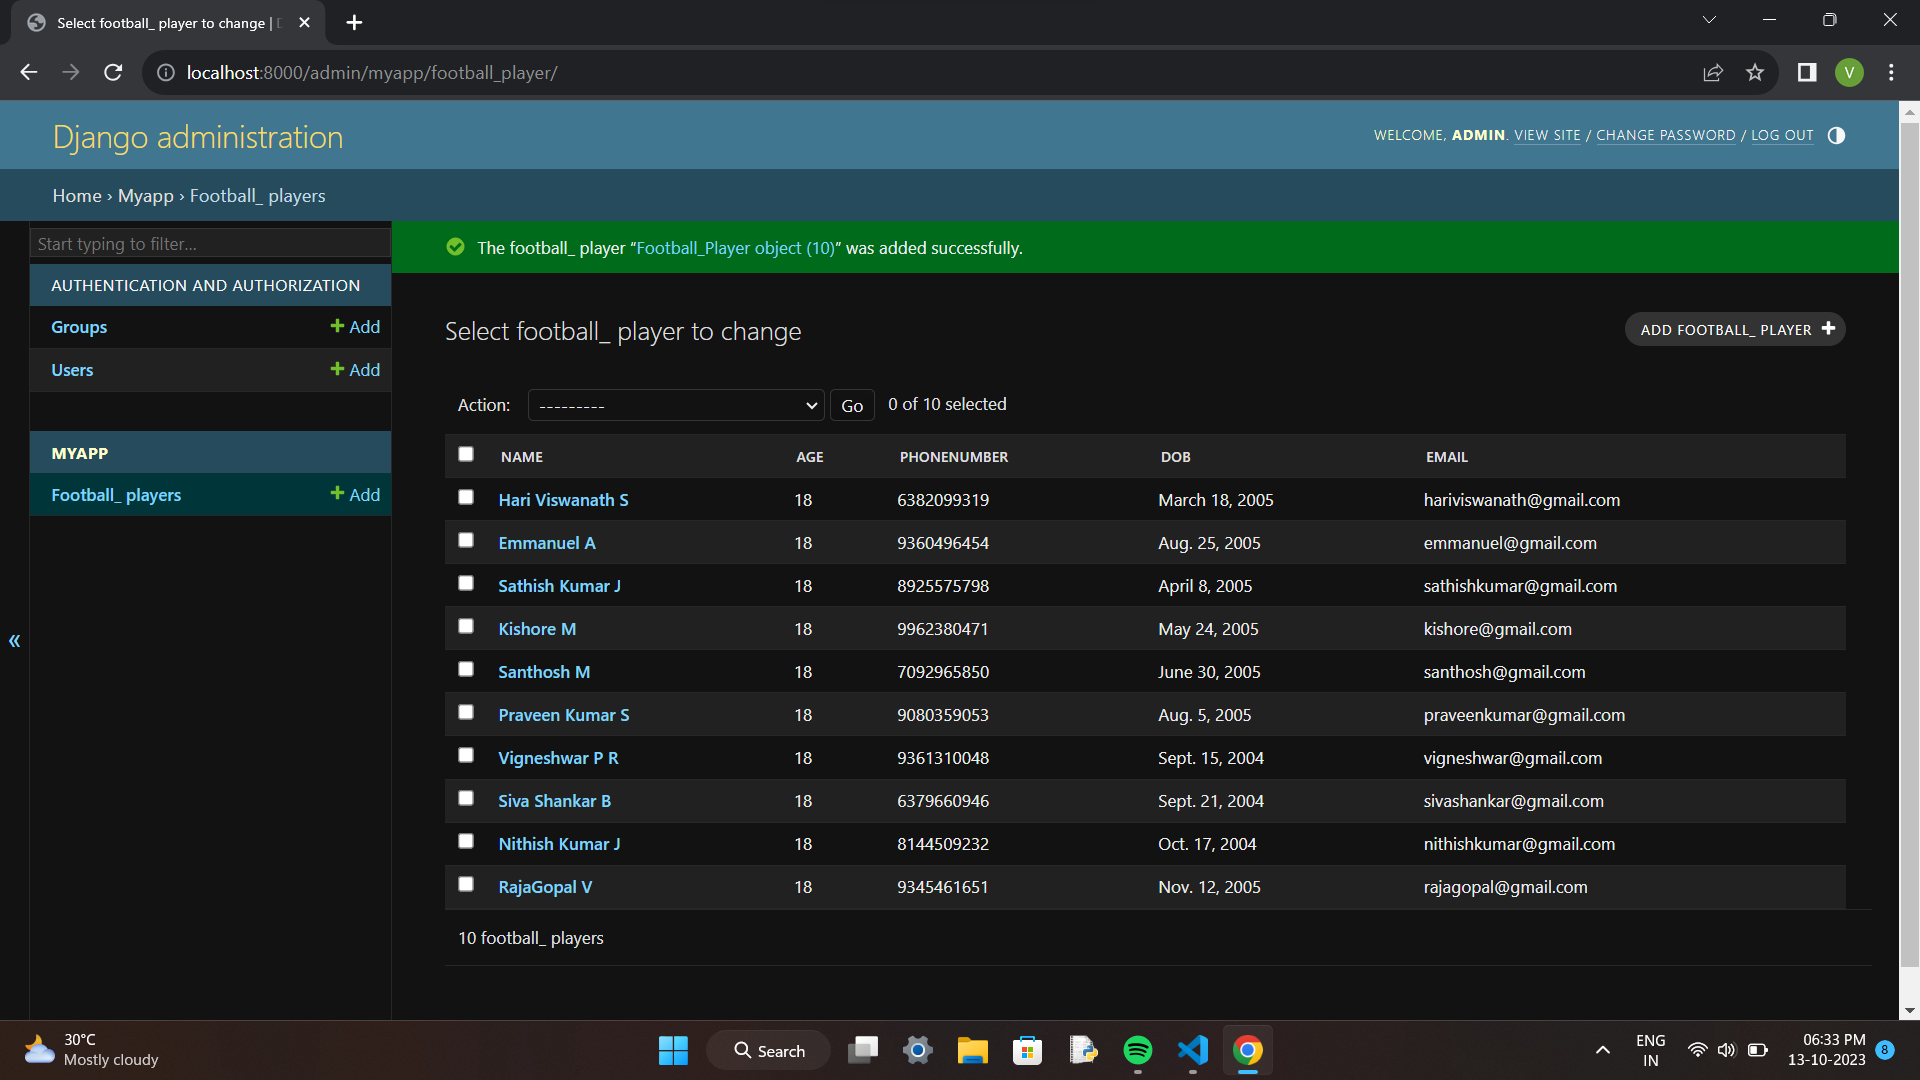 Select football_ player to change |
localhost:8000/admin/myapp/football_player/
V
Django administration
WELCOME, ADMIN. VIEW SITE / CHANGE PASSWORD / LOG OUT
Home › Myapp › Football_ players
Start typing to filter...
AUTHENTICATION AND AUTHORIZATION
Groups + Add
Users + Add
MYAPP
Football_ players + Add
«
The football_ player “Football_Player object (10)” was added successfully.
Select football_ player to change
ADD FOOTBALL_ PLAYER +
Action: --------- Go 0 of 10 selected
NAME AGE PHONENUMBER DOB EMAIL
Hari Viswanath S 18 6382099319 March 18, 2005 hariviswanath@gmail.com
Emmanuel A 18 9360496454 Aug. 25, 2005 emmanuel@gmail.com
Sathish Kumar J 18 8925575798 April 8, 2005 sathishkumar@gmail.com
Kishore M 18 9962380471 May 24, 2005 kishore@gmail.com
Santhosh M 18 7092965850 June 30, 2005 santhosh@gmail.com
Praveen Kumar S 18 9080359053 Aug. 5, 2005 praveenkumar@gmail.com
Vigneshwar P R 18 9361310048 Sept. 15, 2004 vigneshwar@gmail.com
Siva Shankar B 18 6379660946 Sept. 21, 2004 sivashankar@gmail.com
Nithish Kumar J 18 8144509232 Oct. 17, 2004 nithishkumar@gmail.com
RajaGopal V 18 9345461651 Nov. 12, 2005 rajagopal@gmail.com
10 football_ players
30°C
Mostly cloudy
Search
ENG
IN
06:33 PM
13-10-2023
8